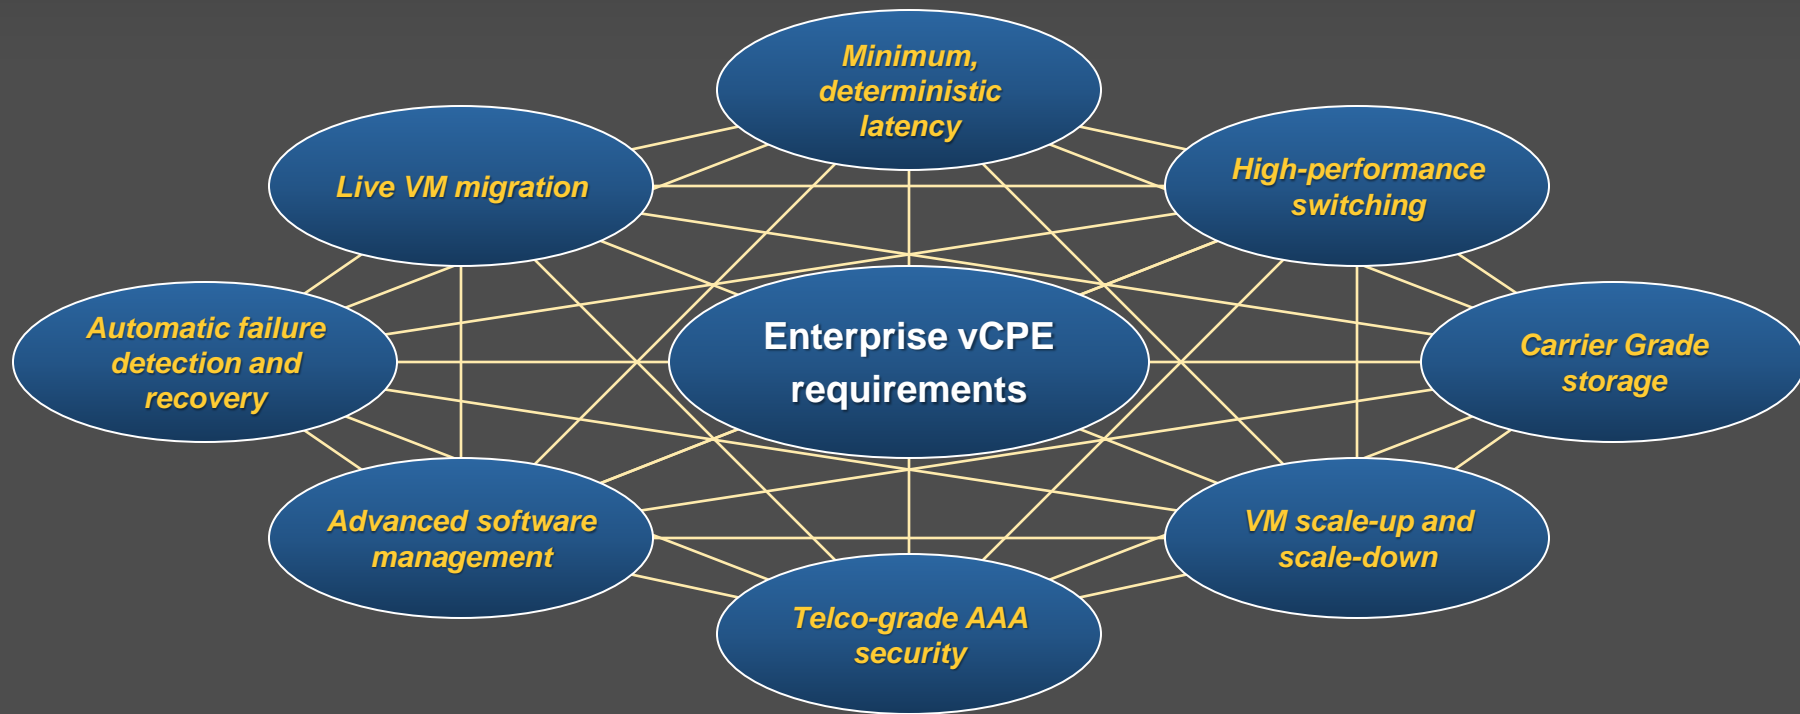 Minimum,
deterministic
latency
Live VM migration
High-performance
switching
Automatic failure
detection and
recovery
Enterprise vCPE
requirements
Carrier Grade
storage
Advanced software
management
VM scale-up and
scale-down
Telco-grade AAA
security